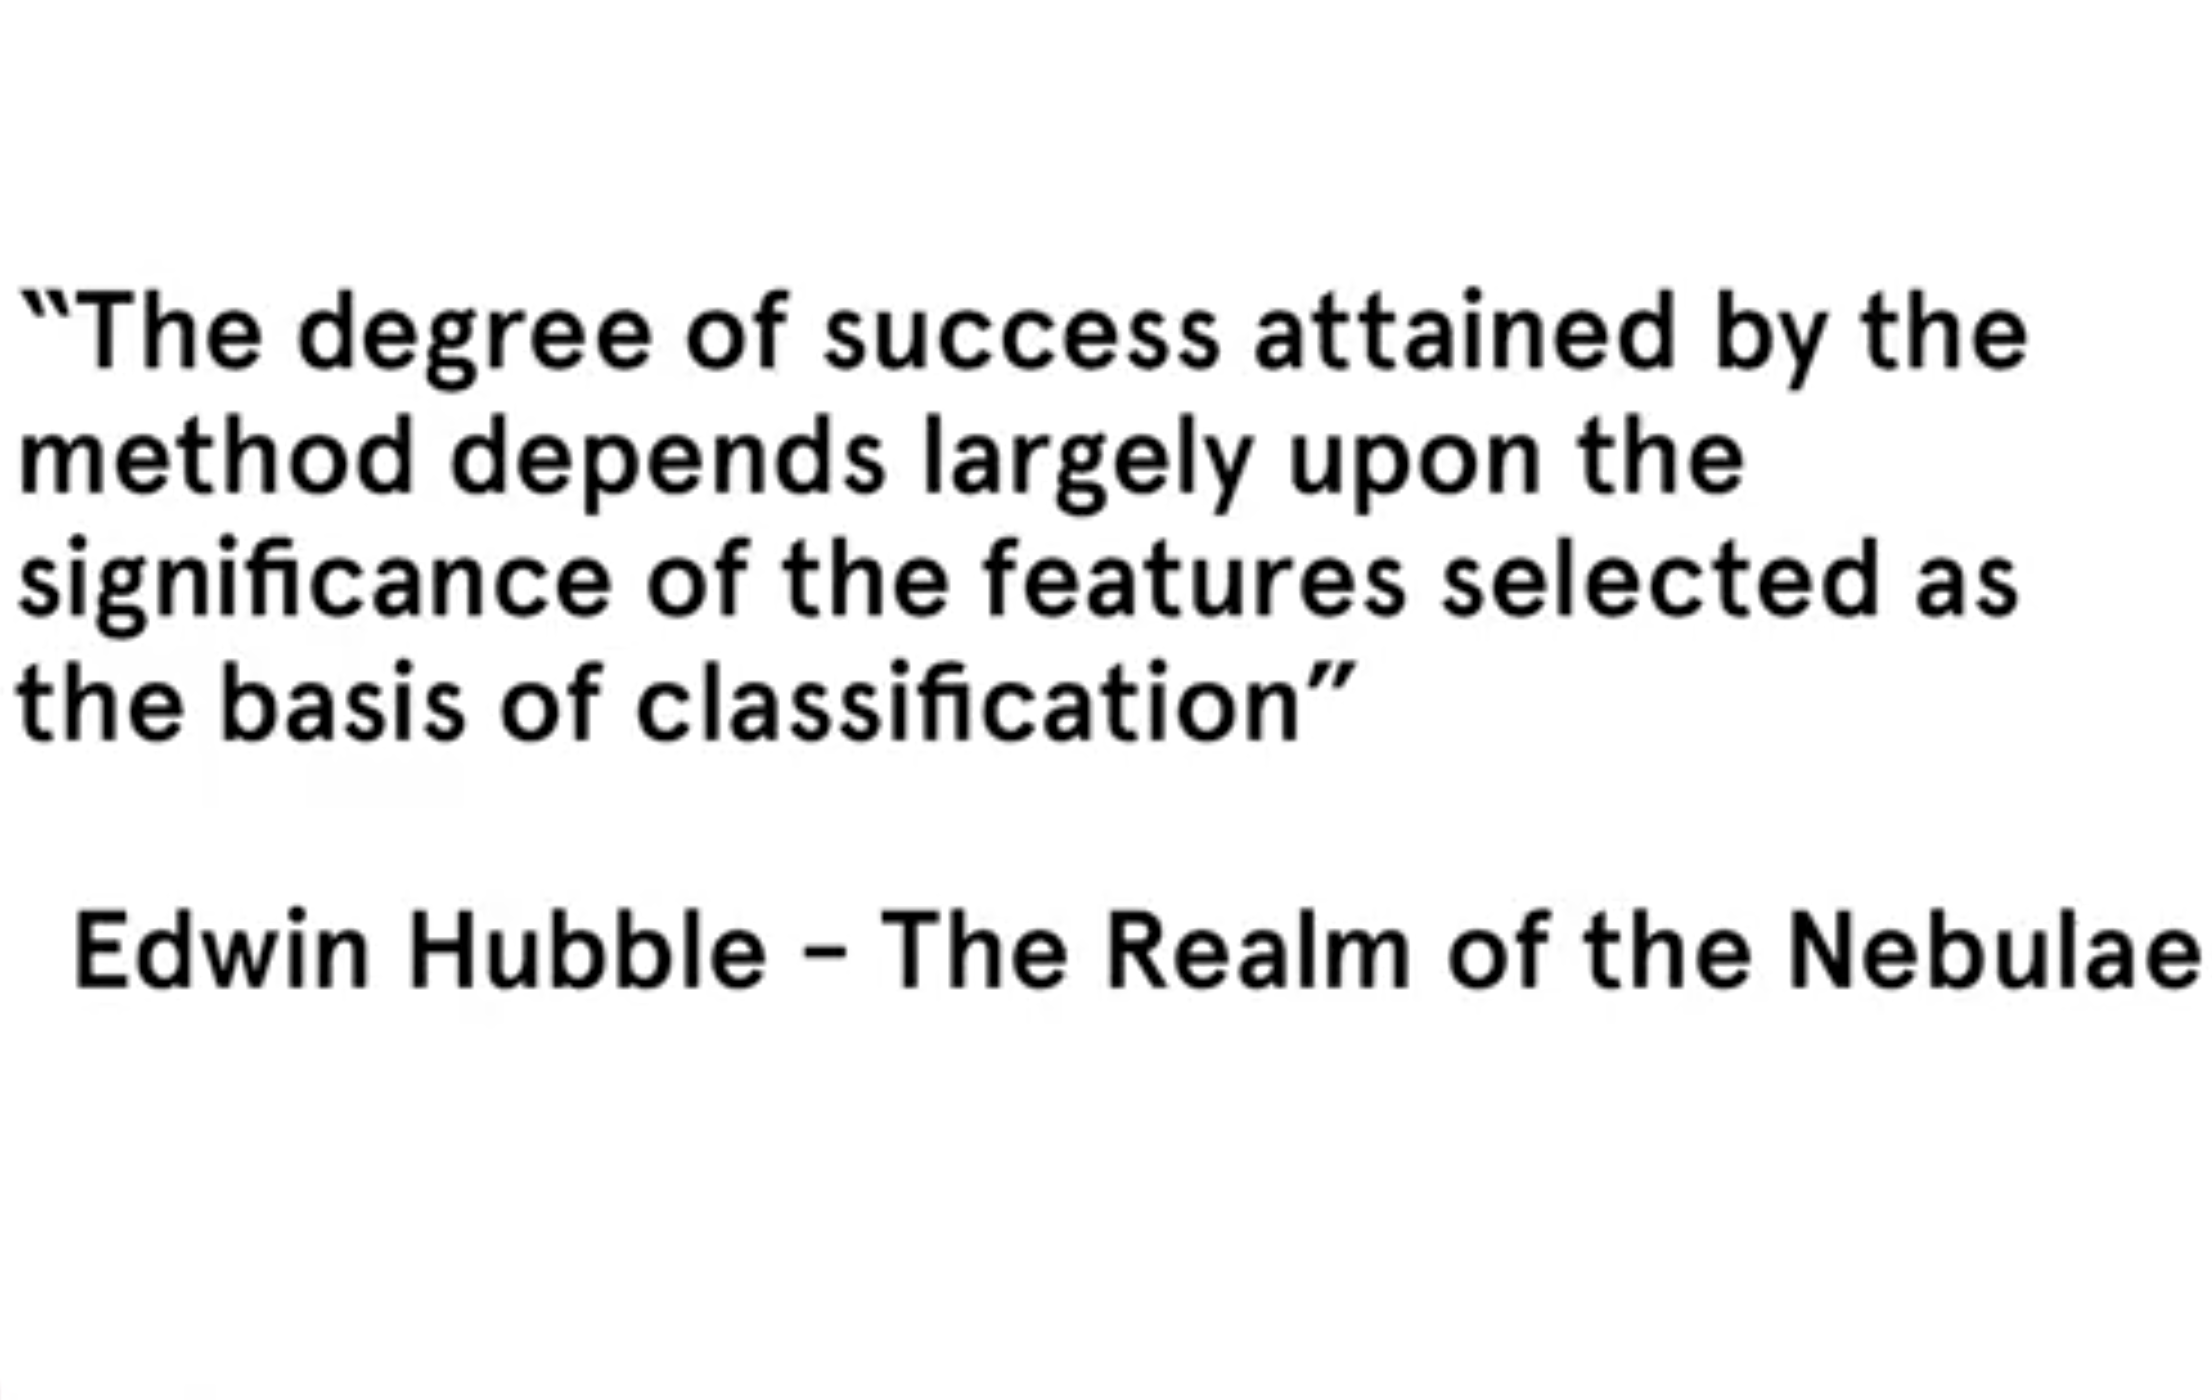 “The degree of success attained by the
method depends largely upon the
significance of the features selected as
the basis of classification”
Edwin Hubble – The Realm of the Nebulae